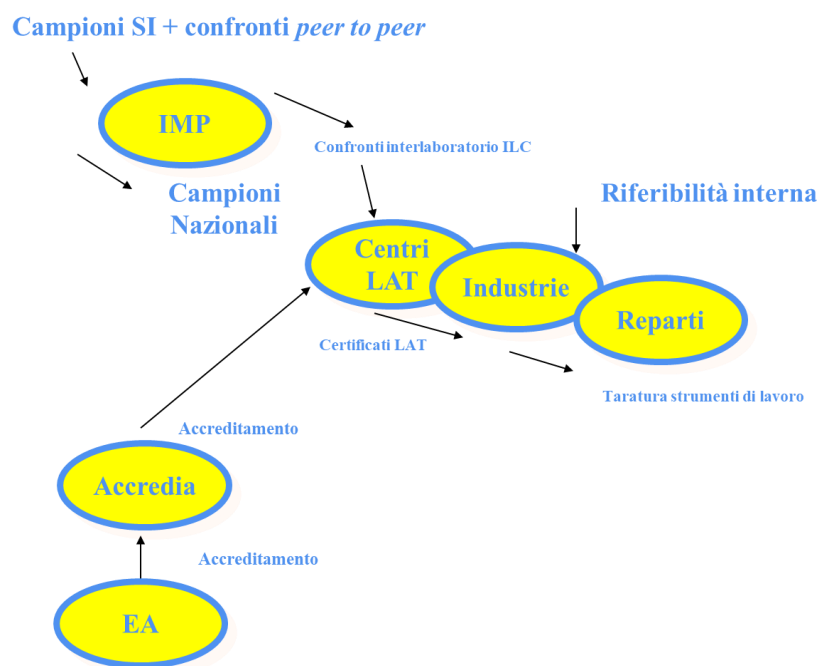 Campioni SI + confronti peer to peer
IMP
Confronti interlaboratorio ILC
Campioni
Nazionali
Riferibilità interna
Centri
LAT
Industrie
Reparti
Certificati LAT
Taratura strumenti di lavoro
Accreditamento
Accredia
Accreditamento
EA